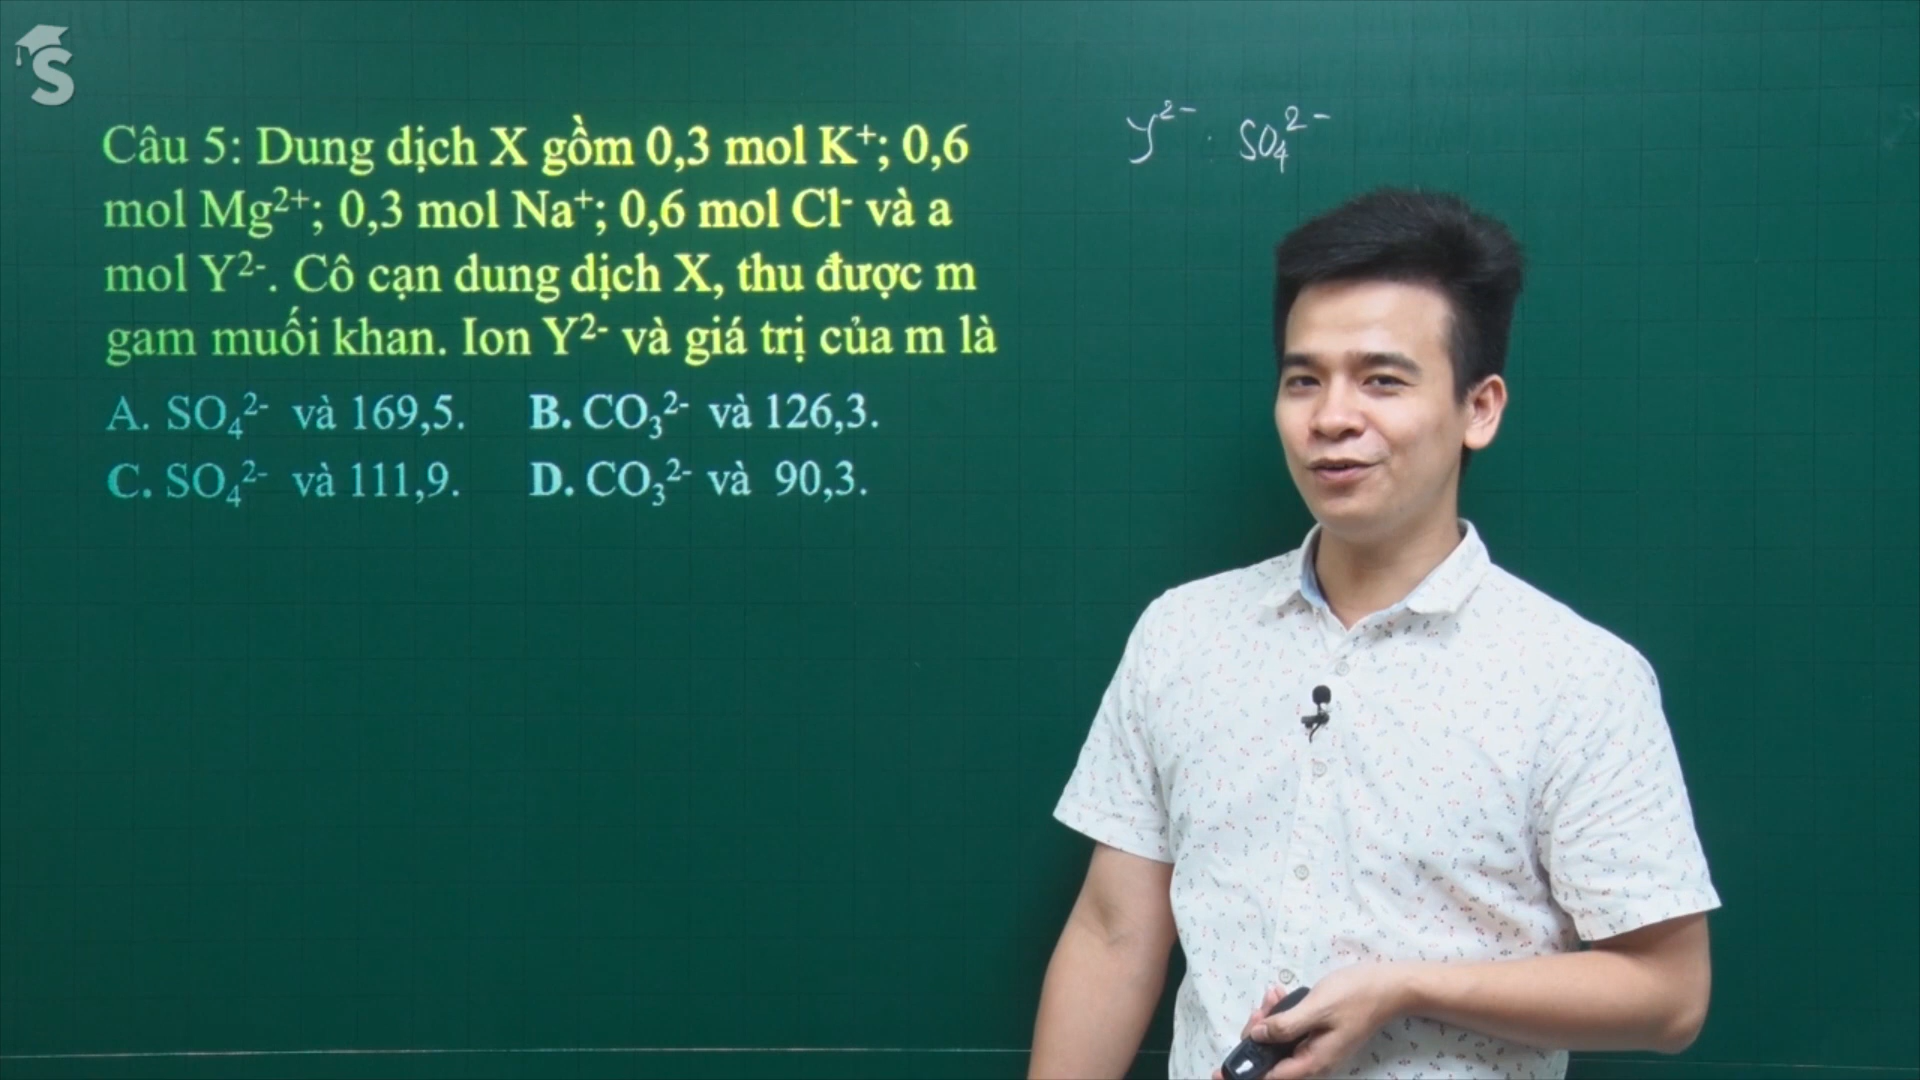 S
Câu 5: Dung dịch X gồm 0,3 mol K⁺; 0,6
mol Mg²⁺; 0,3 mol Na⁺; 0,6 mol Cl⁻ và a
mol Y²⁻. Cô cạn dung dịch X, thu được m
gam muối khan. Ion Y²⁻ và giá trị của m là
A. SO₄²⁻ và 169,5. B. CO₃²⁻ và 126,3.
C. SO₄²⁻ và 111,9. D. CO₃²⁻ và 90,3.
Y²⁻ : SO₄²⁻